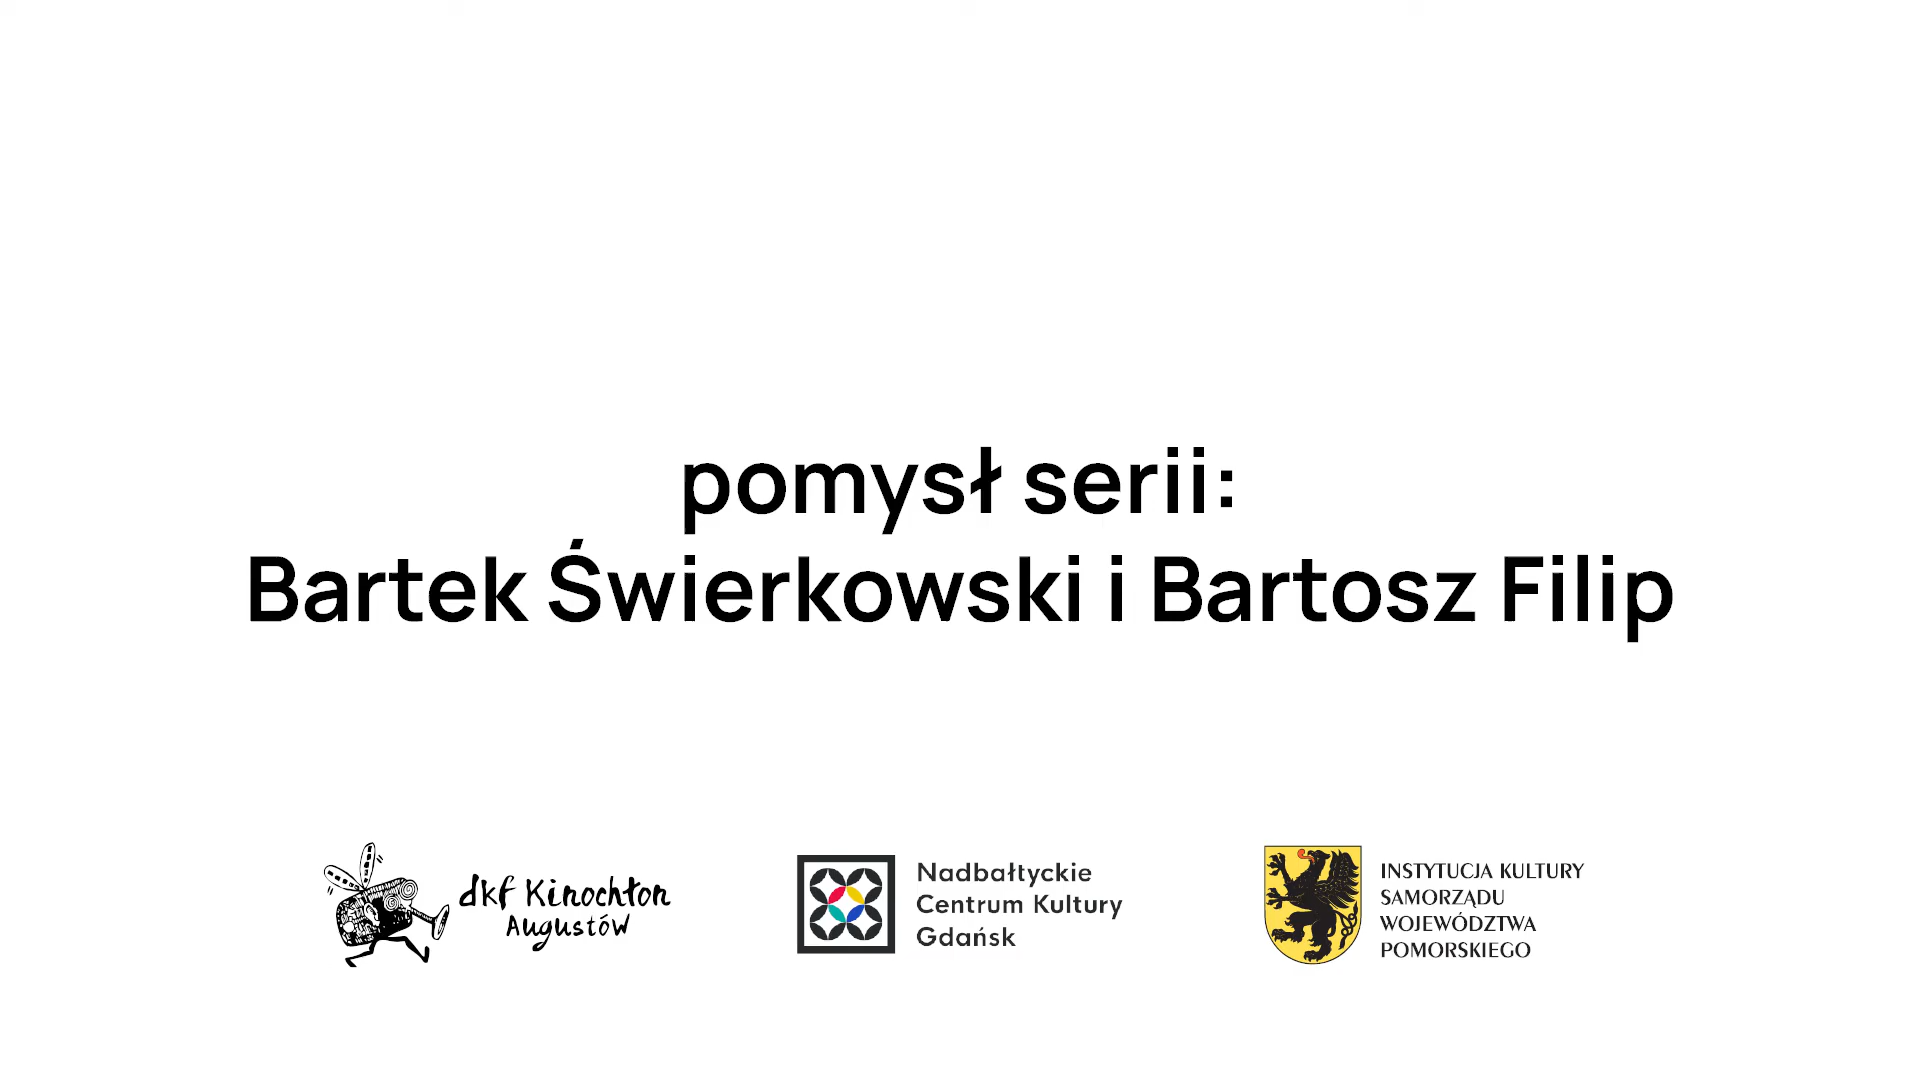 pomysł serii:
Bartek Świerkowski i Bartosz Filip
dkf Kinochłon
Augustów
Nadbałtyckie
Centrum Kultury
Gdańsk
INSTYTUCJA KULTURY
SAMORZĄDU
WOJEWÓDZTWA
POMORSKIEGO